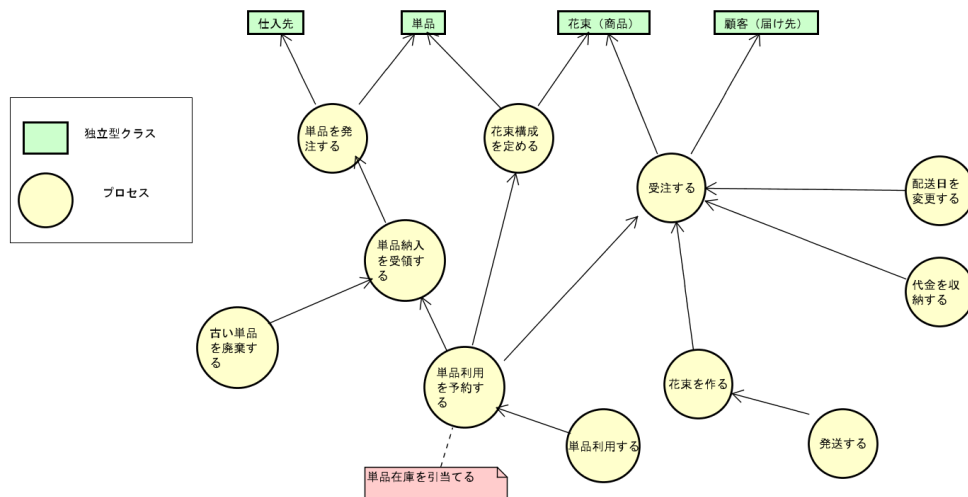 仕入先
単品
花束（商品）
顧客（届け先）
独立型クラス
プロセス
単品を発
注する
花束構成
を定める
受注する
配送日を
変更する
単品納入
を受領す
る
代金を収
納する
古い単品
を廃棄す
る
単品利用
を予約す
る
花束を作る
単品利用する
発送する
単品在庫を引当てる